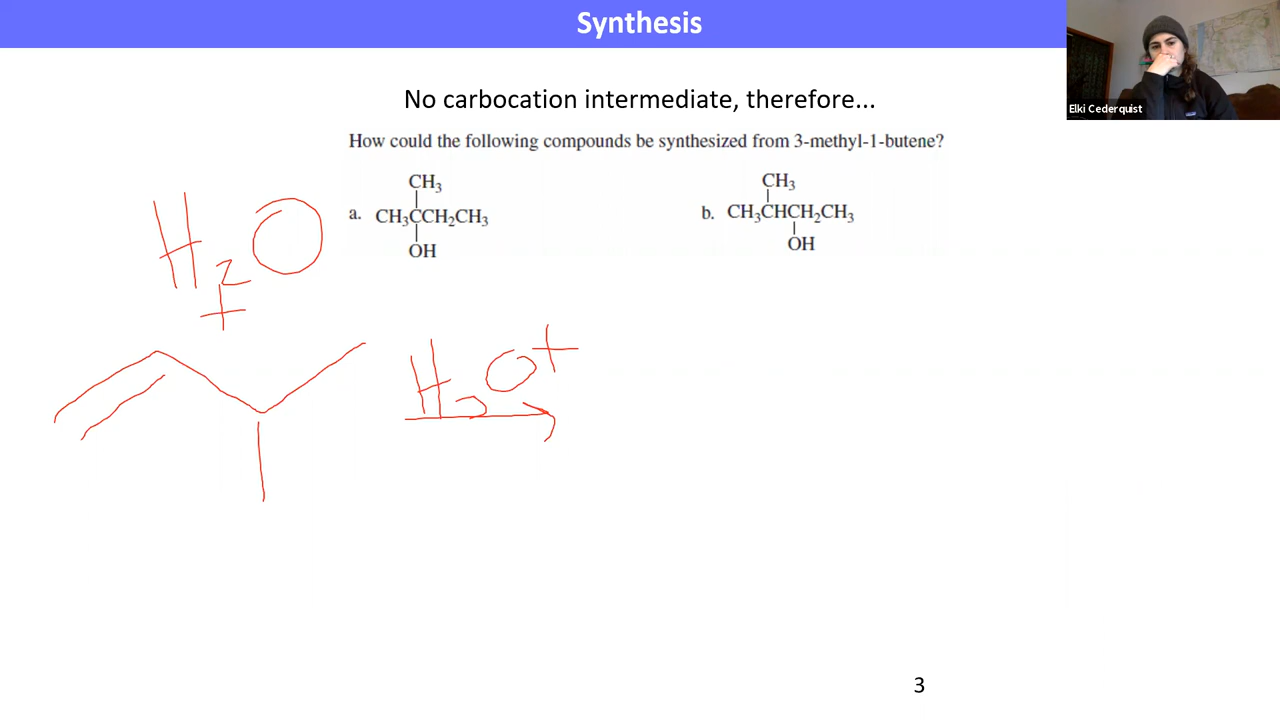 Synthesis
Elki Cederquist
No carbocation intermediate, therefore...
How could the following compounds be synthesized from 3-methyl-1-butene?
CH₃
a. CH₃CCH₂CH₃
OH
CH₃
b. CH₃CHCH₂CH₃
OH
H₂O
+
H₃O⁺
3